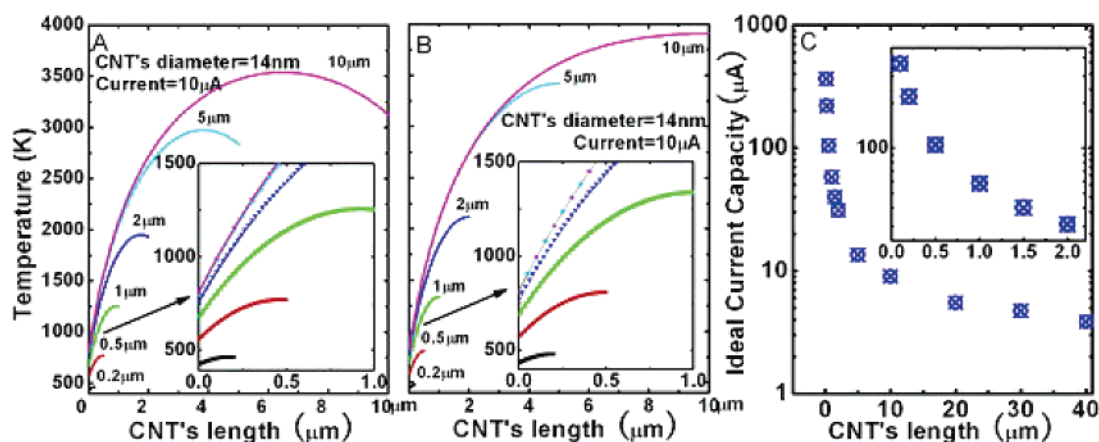 A
CNT's diameter=14nm
Current=10μA
10μm
5μm
2μm
1μm
0.5μm
0.2μm
4000
3500
3000
2500
2000
1500
1000
500
0
2
4
6
8
10
1500
1000
500
0.0
0.5
1.0
Temperature (K)
CNT's length (μm)
B
10μm
5μm
CNT's diameter=14nm
Current=10μA
2μm
1μm
0.5μm
0.2μm
1500
1000
500
0.0
0.5
1.0
μm
0
2
4
6
8
10
μm
CNT's length (μm)
C
Ideal Current Capacity (μA)
1000
100
10
1
100
0.0
0.5
1.0
1.5
2.0
0
10
20
30
40
CNT's length (μm)